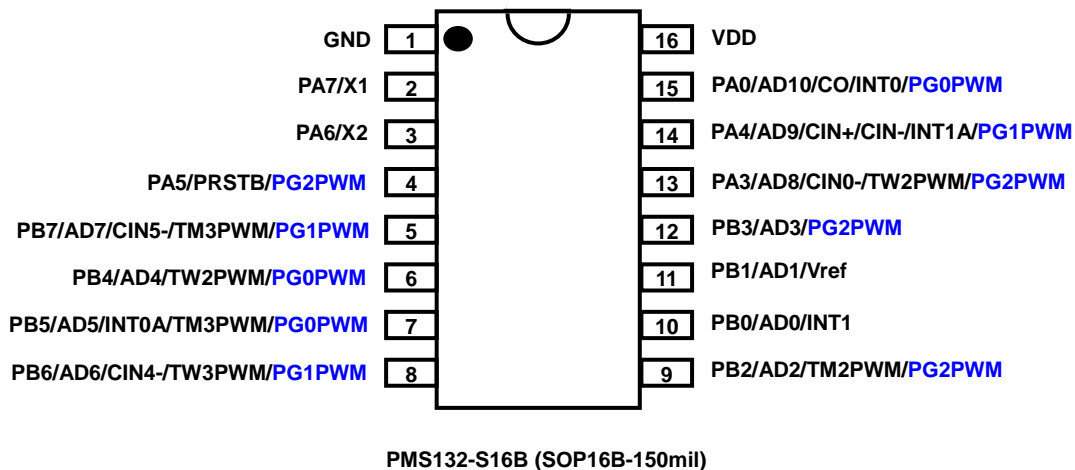 GND 1 16 VDD
PA7/X1 2 15 PA0/AD10/CO/INT0/PG0PWM
PA6/X2 3 14 PA4/AD9/CIN+/CIN-/INT1A/PG1PWM
PA5/PRSTB/PG2PWM 4 13 PA3/AD8/CIN0-/TW2PWM/PG2PWM
PB7/AD7/CIN5-/TM3PWM/PG1PWM 5 12 PB3/AD3/PG2PWM
PB4/AD4/TW2PWM/PG0PWM 6 11 PB1/AD1/Vref
PB5/AD5/INT0A/TM3PWM/PG0PWM 7 10 PB0/AD0/INT1
PB6/AD6/CIN4-/TW3PWM/PG1PWM 8 9 PB2/AD2/TM2PWM/PG2PWM
PMS132-S16B (SOP16B-150mil)